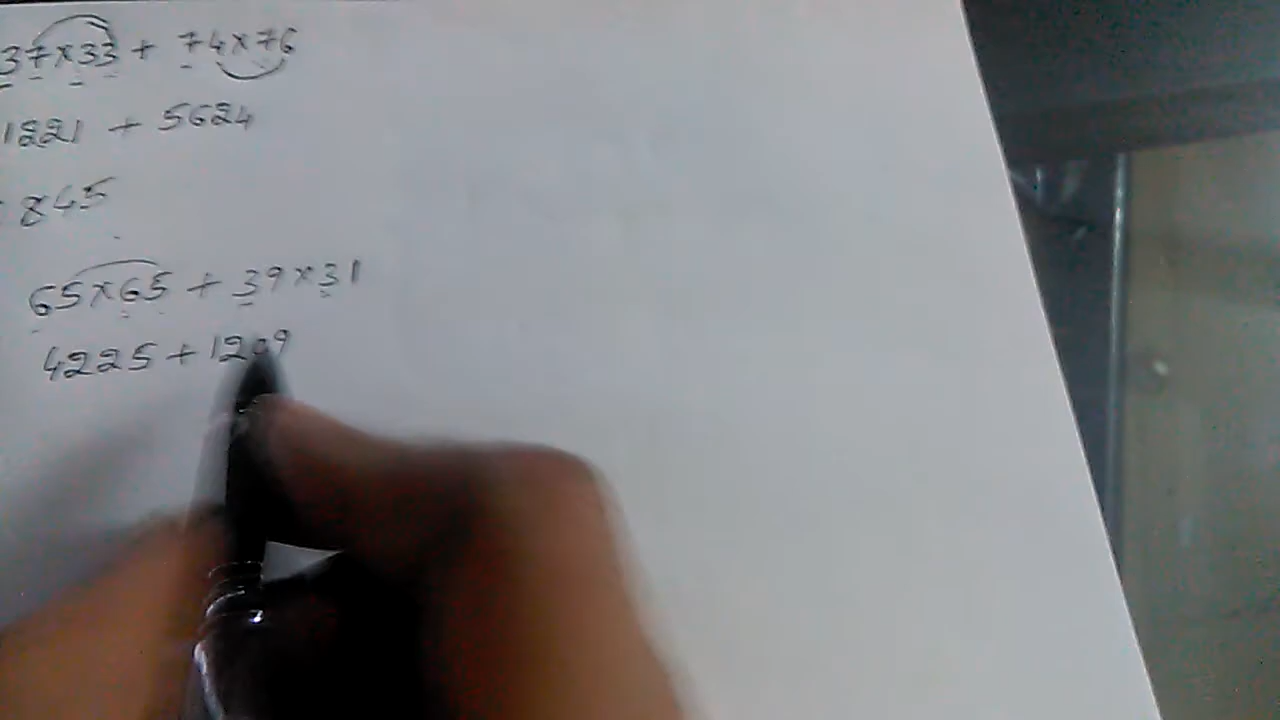 37×33 + 74×76
1221 + 5624
845
65×65 + 39×31
4225 + 1209